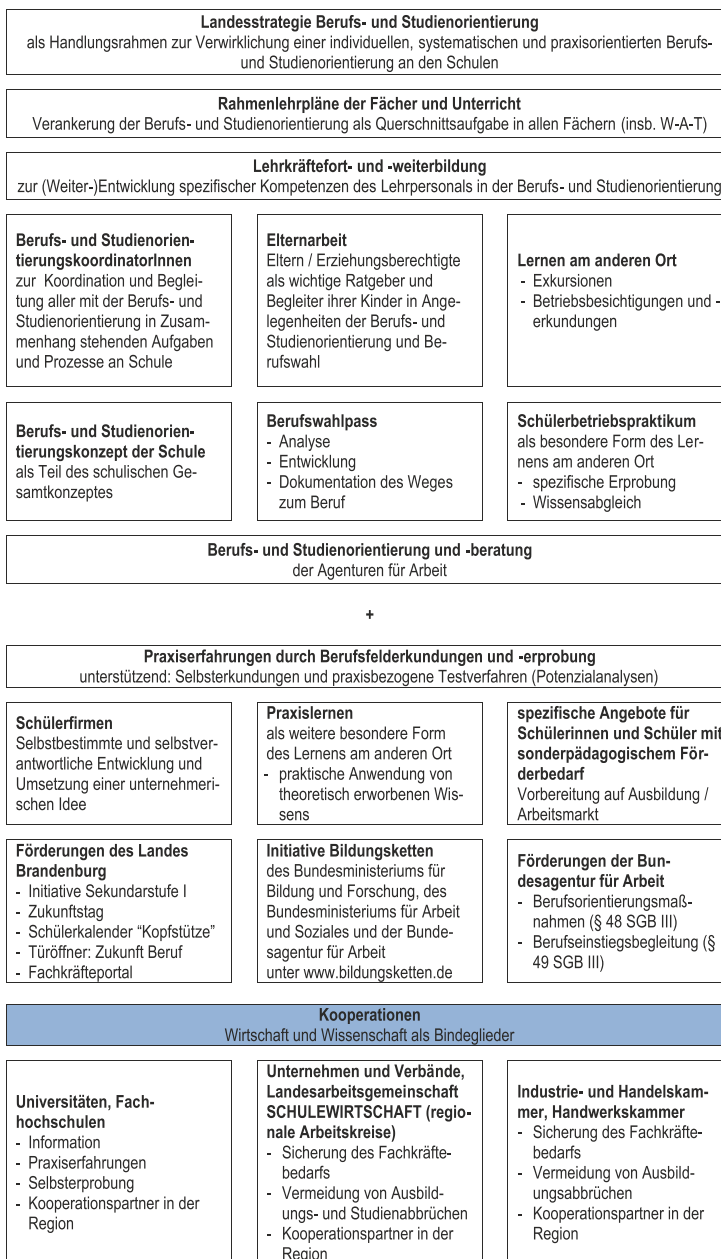 Landesstrategie Berufs- und Studienorientierung
als Handlungsrahmen zur Verwirklichung einer individuellen, systematischen und praxisorientierten Berufs-
und Studienorientierung an den Schulen
Rahmenlehrpläne der Fächer und Unterricht
Verankerung der Berufs- und Studienorientierung als Querschnittsaufgabe in allen Fächern (insb. W-A-T)
Lehrkräftefort- und -weiterbildung
zur (Weiter-)Entwicklung spezifischer Kompetenzen des Lehrpersonals in der Berufs- und Studienorientierung
Berufs- und Studienorien-
tierungskoordinatorInnen
zur Koordination und Beglei-
tung aller mit der Berufs- und
Studienorientierung in Zusam-
menhang stehenden Aufgaben
und Prozesse an Schule
Elternarbeit
Eltern / Erziehungsberechtigte
als wichtige Ratgeber und
Begleiter ihrer Kinder in Ange-
legenheiten der Berufs- und
Studienorientierung und Be-
rufswahl
Lernen am anderen Ort
- Exkursionen
- Betriebsbesichtigungen und -
erkundungen
Berufs- und Studienorien-
tierungskonzept der Schule
als Teil des schulischen Ge-
samtkonzeptes
Berufswahlpass
- Analyse
- Entwicklung
- Dokumentation des Weges
zum Beruf
Schülerbetriebspraktikum
als besondere Form des Ler-
nens am anderen Ort
- spezifische Erprobung
- Wissensabgleich
Berufs- und Studienorientierung und -beratung
der Agenturen für Arbeit
+
Praxiserfahrungen durch Berufsfelderkundungen und -erprobung
unterstützend: Selbsterkundungen und praxisbezogene Testverfahren (Potenzialanalysen)
Schülerfirmen
Selbstbestimmte und selbstver-
antwortliche Entwicklung und
Umsetzung einer unternehmeri-
schen Idee
Praxislernen
als weitere besondere Form
des Lernens am anderen Ort
- praktische Anwendung von
theoretisch erworbenen Wis-
sens
spezifische Angebote für
Schülerinnen und Schüler mit
sonderpädagogischem För-
derbedarf
Vorbereitung auf Ausbildung /
Arbeitsmarkt
Förderungen des Landes
Brandenburg
- Initiative Sekundarstufe I
- Zukunftstag
- Schülerkalender “Kopfstütze”
- Türöffner: Zukunft Beruf
- Fachkräfteportal
Initiative Bildungsketten
des Bundesministeriums für
Bildung und Forschung, des
Bundesministeriums für Arbeit
und Soziales und der Bunde-
sagentur für Arbeit
unter www.bildungsketten.de
Förderungen der Bun-
desagentur für Arbeit
- Berufsorientierungsmaß-
nahmen (§ 48 SGB III)
- Berufseinstiegsbegleitung (§
49 SGB III)
Kooperationen
Wirtschaft und Wissenschaft als Bindeglieder
Universitäten, Fach-
hochschulen
- Information
- Praxiserfahrungen
- Selbsterprobung
- Kooperationspartner in der
Region
Unternehmen und Verbände,
Landesarbeitsgemeinschaft
SCHULEWIRTSCHAFT (regio-
nale Arbeitskreise)
- Sicherung des Fachkräfte-
bedarfs
- Vermeidung von Ausbild-
ungs- und Studienabbrüchen
- Kooperationspartner in der
Region
Industrie- und Handelskam-
mer, Handwerkskammer
- Sicherung des Fachkräfte-
bedarfs
- Vermeidung von Ausbild-
ungsabbrüchen
- Kooperationspartner in der
Region